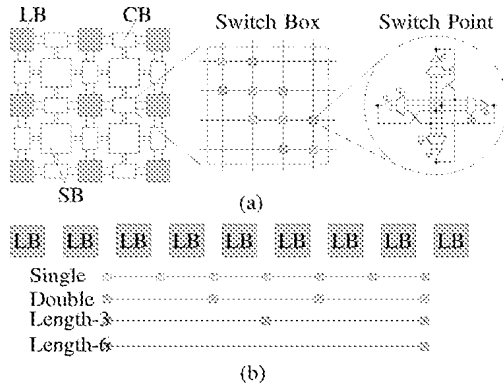 LB CB Switch Box Switch Point
SB
(a)
LB LB LB LB LB LB LB LB LB
Single
Double
Length-3
Length-6
(b)